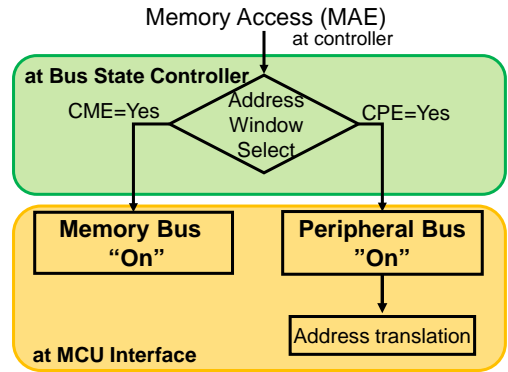 Memory Access (MAE)
at controller
at Bus State Controller
CME=Yes
Address
Window
Select
CPE=Yes
Memory Bus
“On”
Peripheral Bus
”On”
Address translation
at MCU Interface